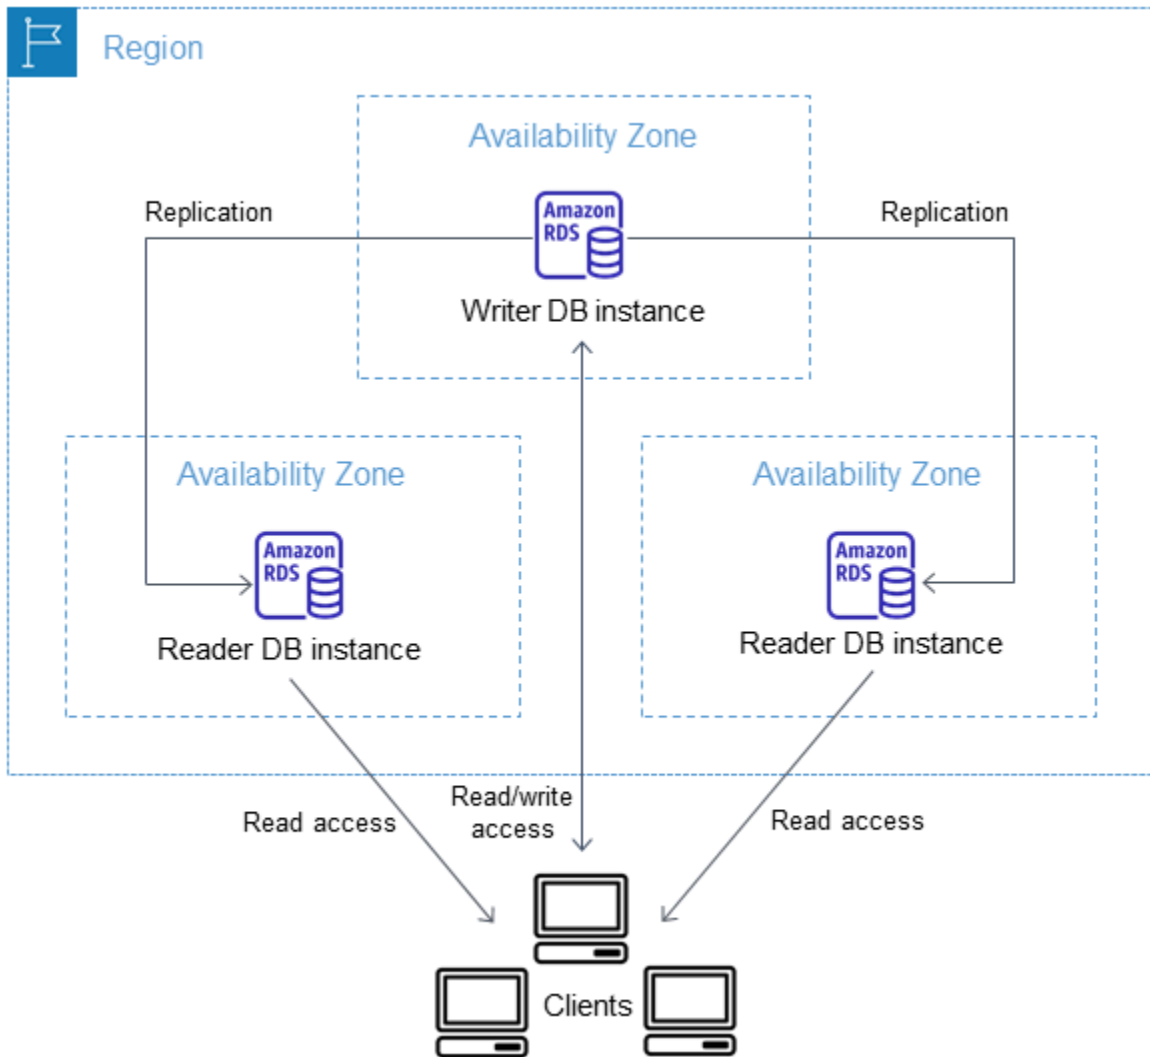 Region
Availability Zone
Replication
Replication
Amazon
RDS
Writer DB instance
Availability Zone
Availability Zone
Amazon
RDS
Amazon
RDS
Reader DB instance
Reader DB instance
Read/write
access
Read access
Read access
Clients